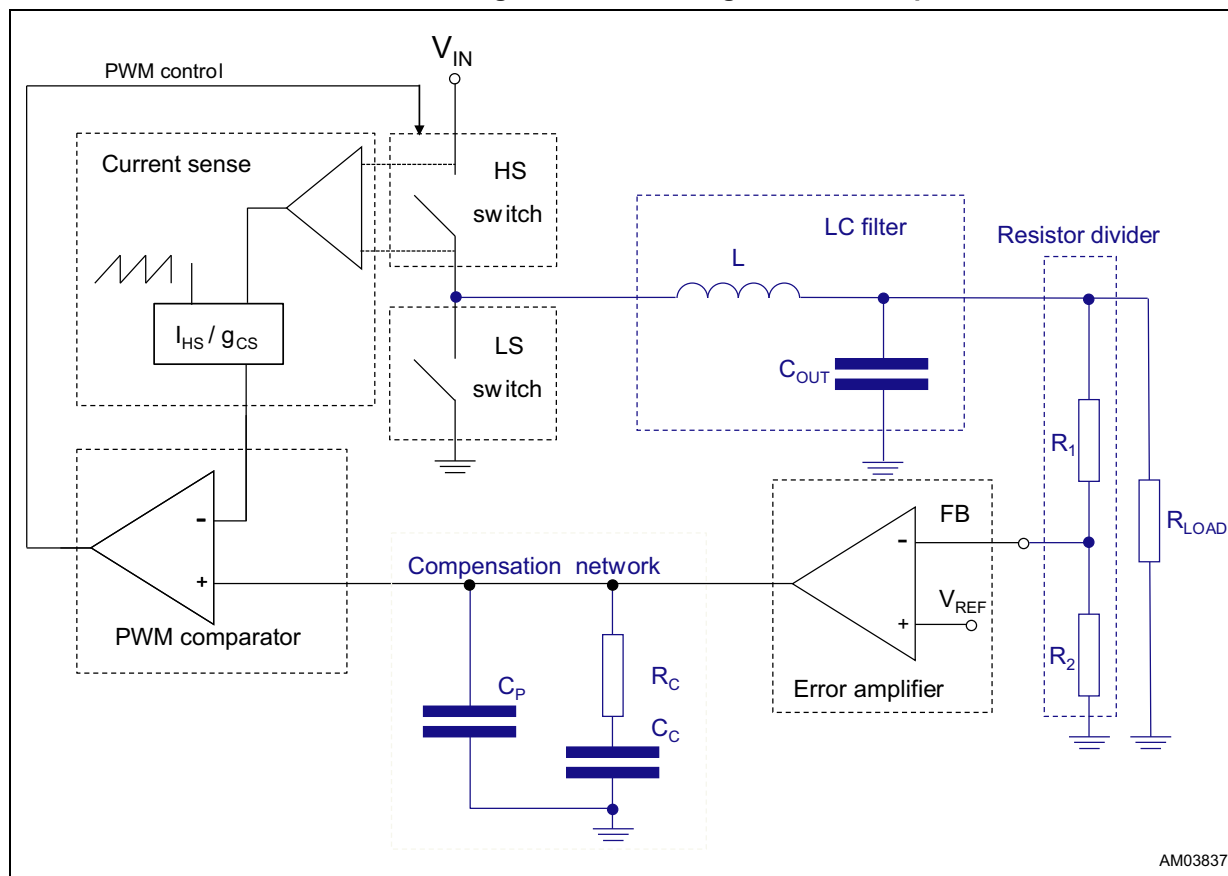 V_IN
PWM control
Current sense
HS
switch
LC filter
Resistor divider
L
I_HS / g_CS
LS
switch
C_OUT
R_1
R_LOAD
FB
-
-
+
+
V_REF
Compensation network
PWM comparator
R_2
Error amplifier
C_P
R_C
C_C
AM03837